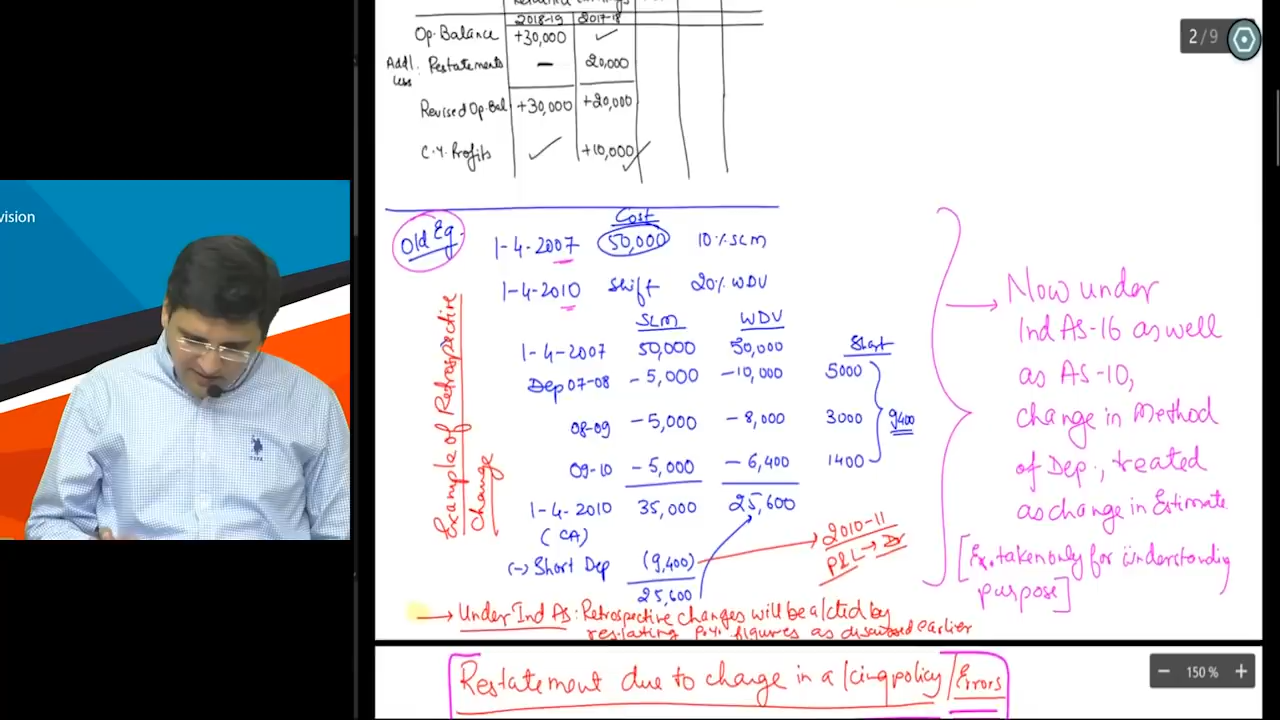 2/9
2018-19 2017-18
Op. Balance +30,000 ✓
Add/Less Restatements — 20,000
Revised Op. Bal +30,000 +20,000
C.Y. Profits ✓ +10,000
vision
Old Eg.
Cost
1-4-2007 50,000 10% SLM
1-4-2010 Shift 20% WDV
Example of Retrospective Change
SLM WDV
1-4-2007 50,000 50,000 Short
Dep 07-08 -5,000 -10,000 5000
08-09 -5,000 -8,000 3000 9400
09-10 -5,000 -6,400 1400
1-4-2010 35,000 25,600
(CA)
(-) Short Dep (9,400)
25,600
2010-11
P&L → Dr
Now under
Ind AS-16 as well
as AS-10,
change in Method
of Dep., treated
as change in Estimate
[Ex. taken only for understanding
purpose]
→ Under Ind AS: Retrospective changes will be a/cted by
restating P.Y. figures as discussed earlier
Restatement due to change in a/cing policy/Errors
− 150 % +